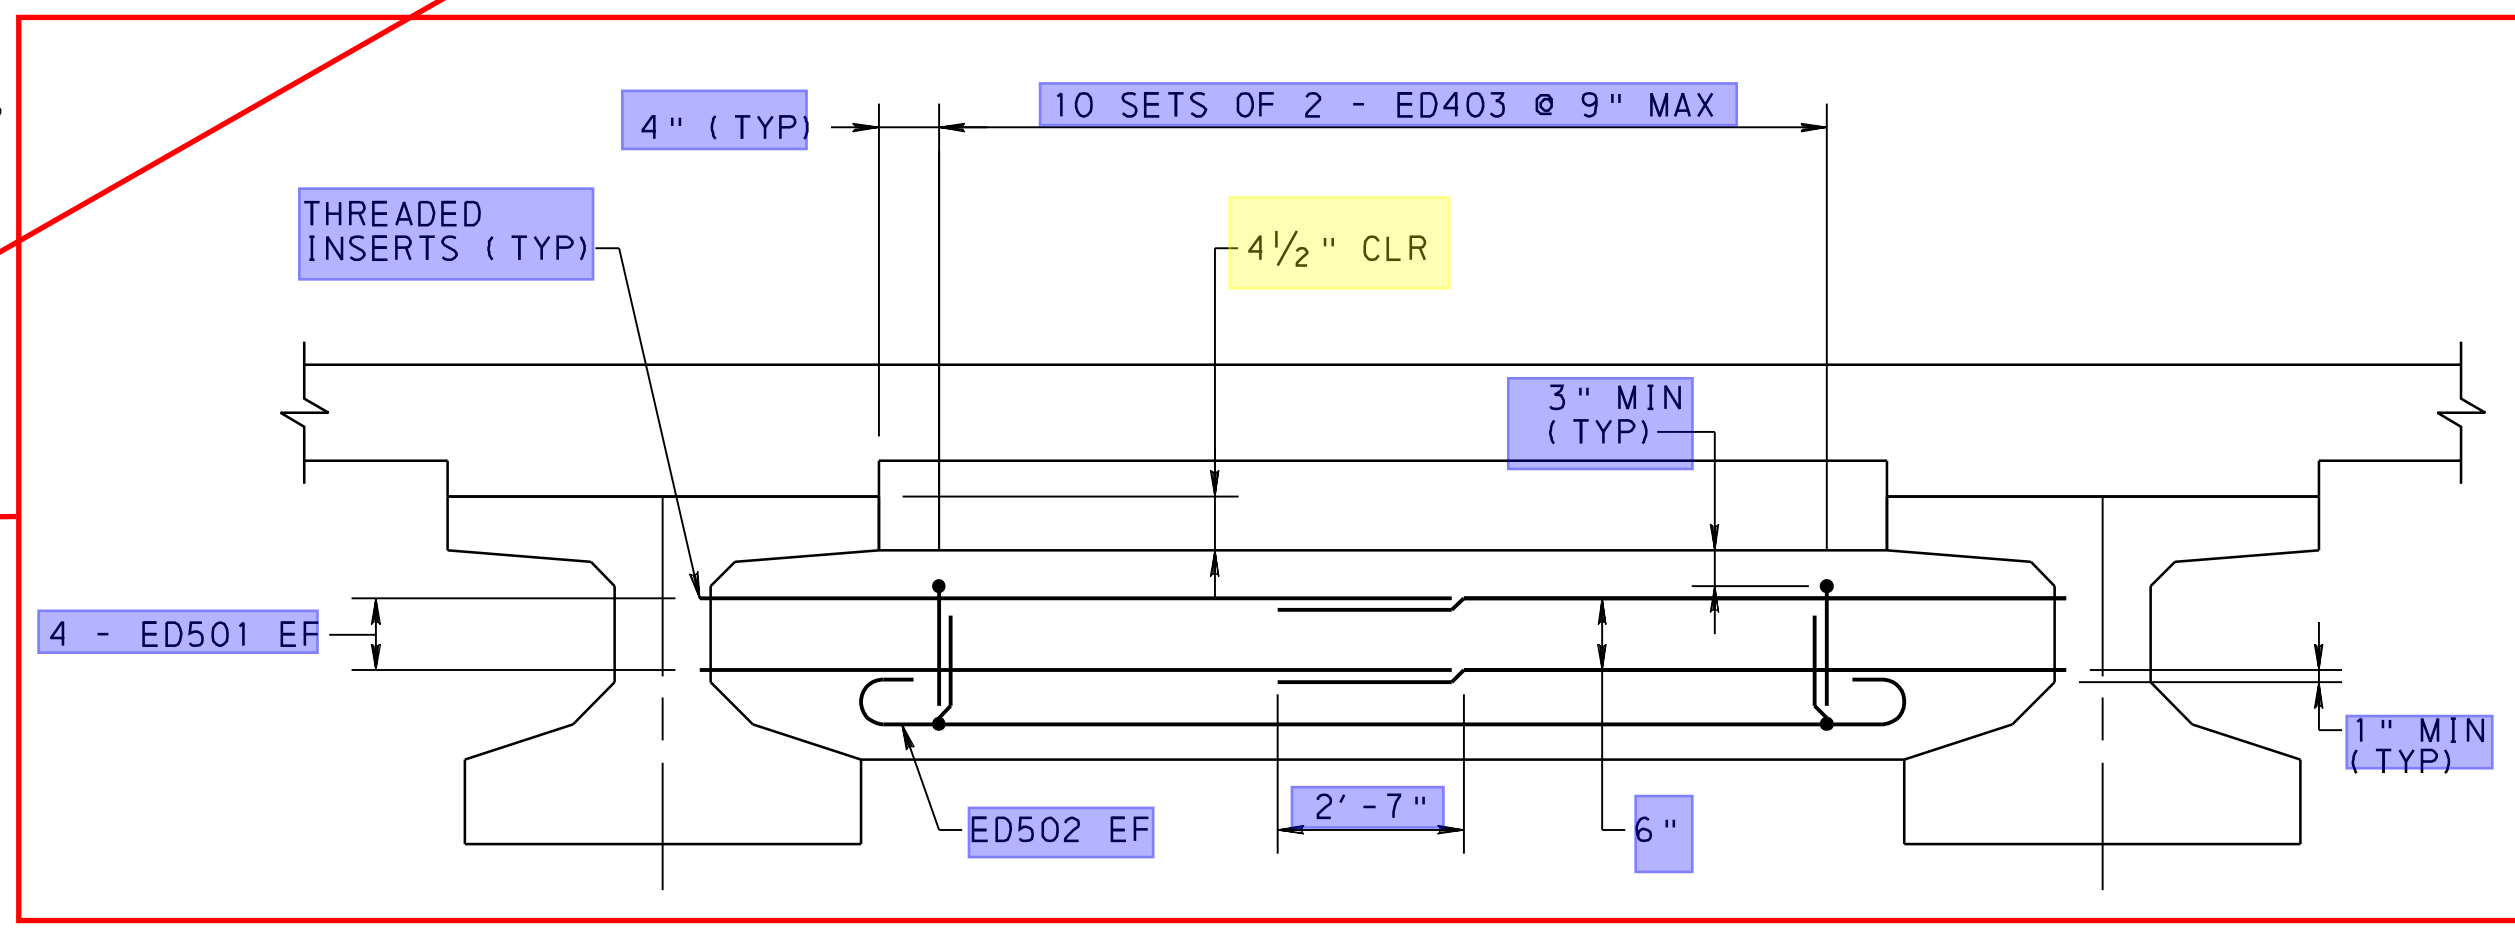 10 SETS OF 2 - ED403 @ 9" MAX
4" (TYP)
THREADED
INSERTS (TYP)
4½" CLR
3" MIN
(TYP)
4 - ED501 EF
1" MIN
(TYP)
2'-7"
ED502 EF
6"